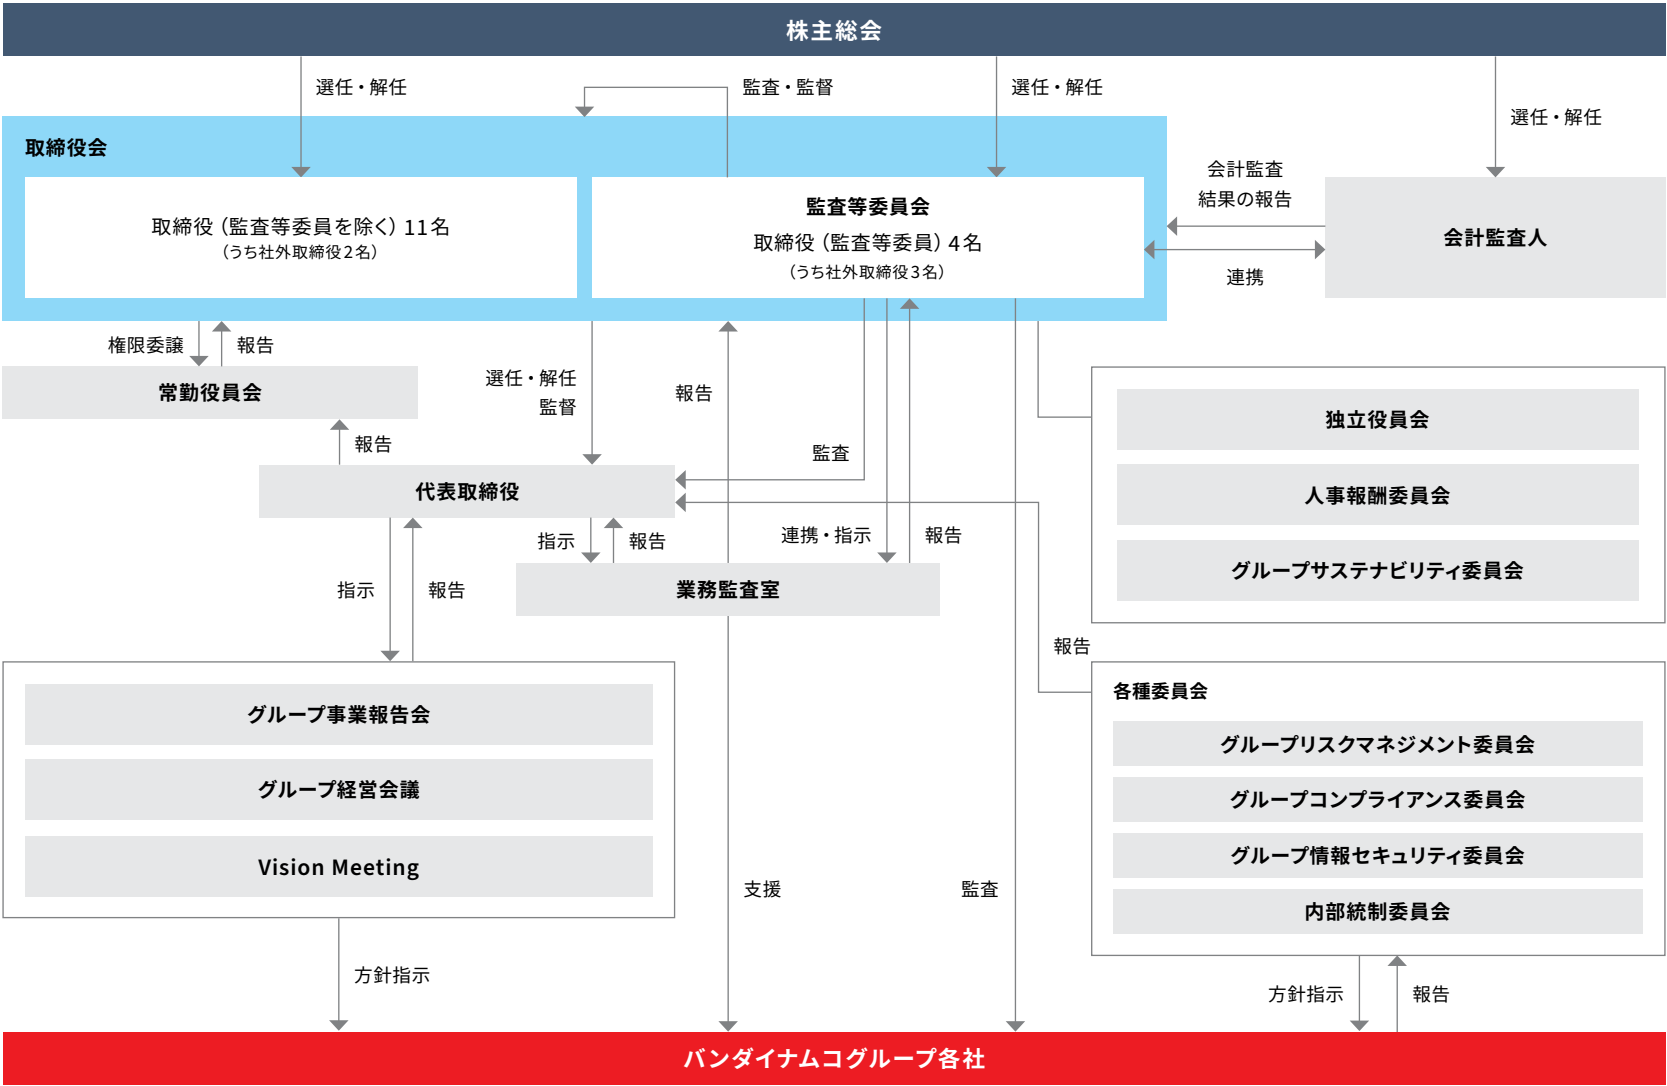 株主総会
選任・解任
監査・監督
選任・解任
選任・解任
取締役会
取締役（監査等委員を除く）11名
（うち社外取締役2名）
監査等委員会
取締役（監査等委員）4名
（うち社外取締役3名）
会計監査
結果の報告
連携
会計監査人
権限委譲
報告
常勤役員会
選任・解任
監督
報告
報告
監査
代表取締役
指示
報告
連携・指示
報告
業務監査室
指示
報告
独立役員会
人事報酬委員会
グループサステナビリティ委員会
報告
グループ事業報告会
グループ経営会議
Vision Meeting
各種委員会
グループリスクマネジメント委員会
グループコンプライアンス委員会
グループ情報セキュリティ委員会
内部統制委員会
支援
監査
方針指示
方針指示
報告
バンダイナムコグループ各社